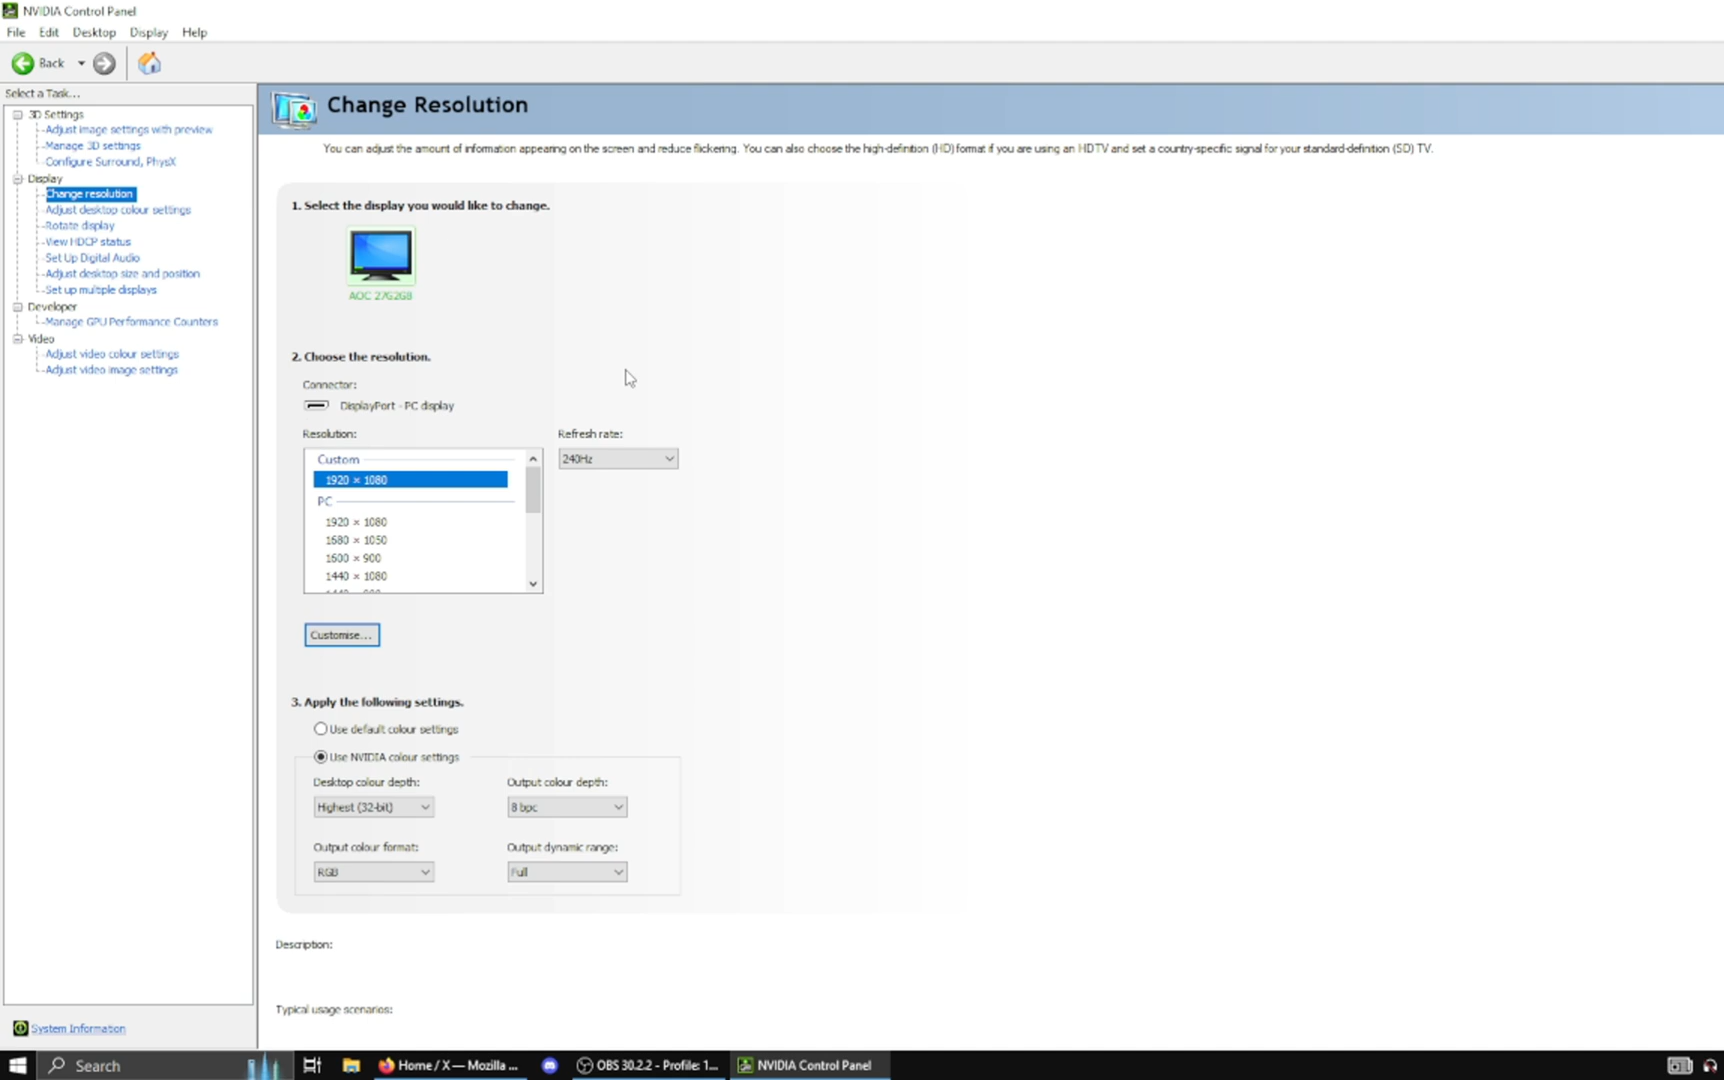 NVIDIA Control Panel
File Edit Desktop Display Help
Back
Select a Task...
3D Settings
Adjust image settings with preview
Manage 3D settings
Configure Surround, PhysX
Display
Change resolution
Adjust desktop colour settings
Rotate display
View HDCP status
Set Up Digital Audio
Adjust desktop size and position
Set up multiple displays
Developer
Manage GPU Performance Counters
Video
Adjust video colour settings
Adjust video image settings
System Information
Change Resolution
You can adjust the amount of information appearing on the screen and reduce flickering. You can also choose the high-definition (HD) format if you are using an HDTV and set a country-specific signal for your standard-definition (SD) TV.
1. Select the display you would like to change.
AOC 27G2G8
2. Choose the resolution.
Connector:
DisplayPort - PC display
Resolution:
Refresh rate:
Custom
240Hz
1920 × 1080
PC
1920 × 1080
1680 × 1050
1600 × 900
1440 × 1080
Customise...
3. Apply the following settings.
Use default colour settings
Use NVIDIA colour settings
Desktop colour depth:
Output colour depth:
Highest (32-bit)
8 bpc
Output colour format:
Output dynamic range:
RGB
Full
Description:
Typical usage scenarios:
Search
Home / X — Mozilla ...
OBS 30.2.2 - Profile: 1...
NVIDIA Control Panel